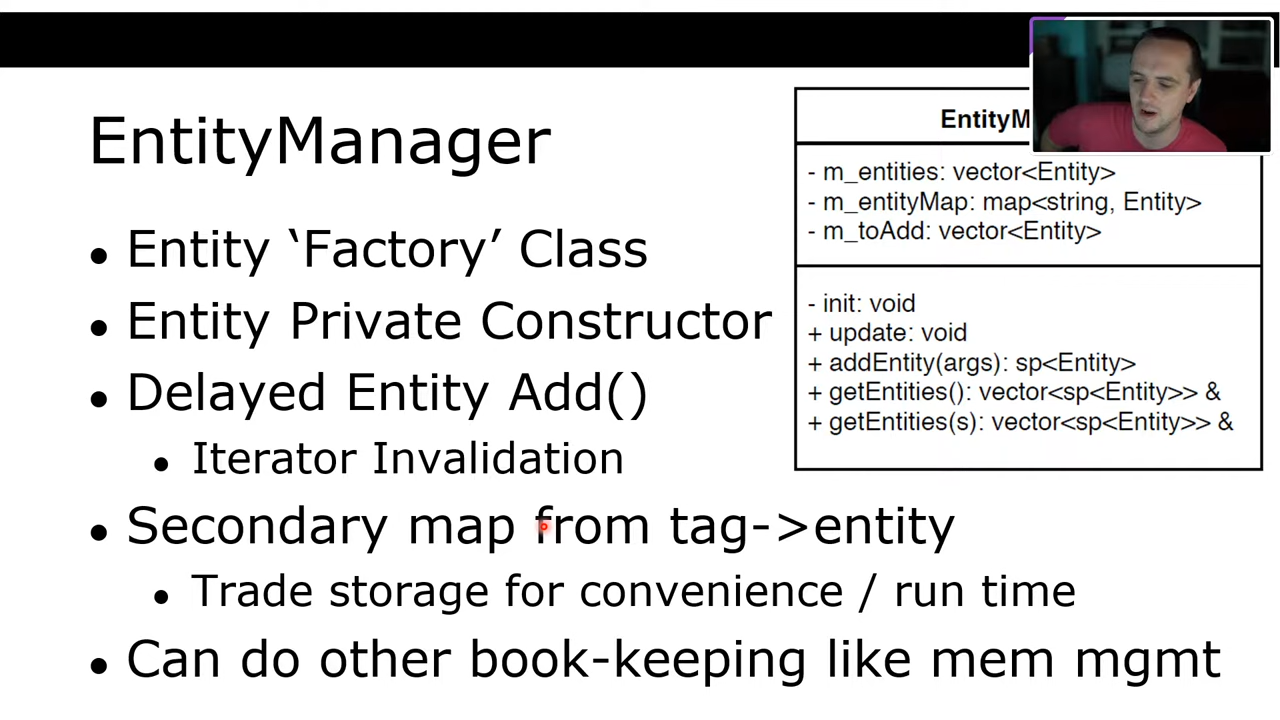 EntityManager
● Entity ‘Factory’ Class
● Entity Private Constructor
● Delayed Entity Add()
● Iterator Invalidation
● Secondary map from tag->entity
● Trade storage for convenience / run time
● Can do other book-keeping like mem mgmt
EntityM
- m_entities: vector<Entity>
- m_entityMap: map<string, Entity>
- m_toAdd: vector<Entity>
- init: void
+ update: void
+ addEntity(args): sp<Entity>
+ getEntities(): vector<sp<Entity>> &
+ getEntities(s): vector<sp<Entity>> &